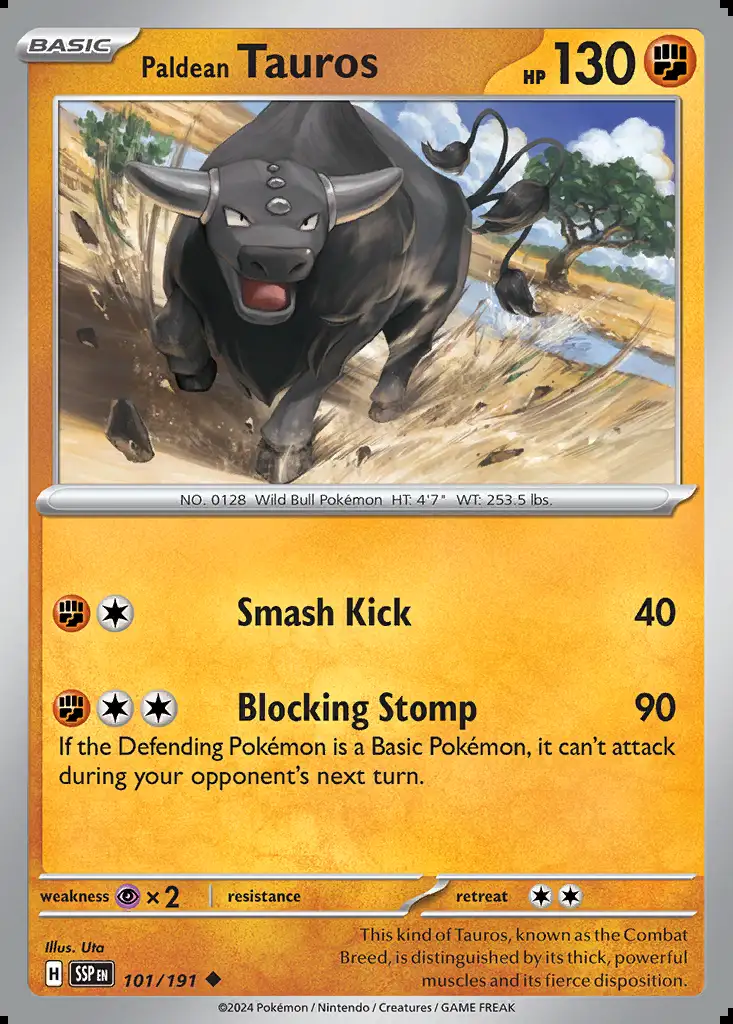 BASIC
Paldean Tauros HP 130
NO. 0128 Wild Bull Pokémon HT: 4'7" WT: 253.5 lbs.
Smash Kick 40
Blocking Stomp 90
If the Defending Pokémon is a Basic Pokémon, it can't attack
during your opponent's next turn.
weakness ×2 resistance retreat
Illus. Uta
This kind of Tauros, known as the Combat
Breed, is distinguished by its thick, powerful
muscles and its fierce disposition.
H SSP EN 101/191
©2024 Pokémon / Nintendo / Creatures / GAME FREAK